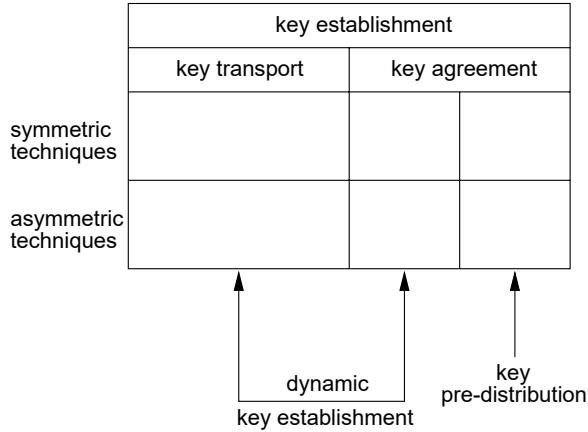 key establishment
key transport
key agreement
symmetric
techniques
asymmetric
techniques
dynamic
key establishment
key
pre-distribution